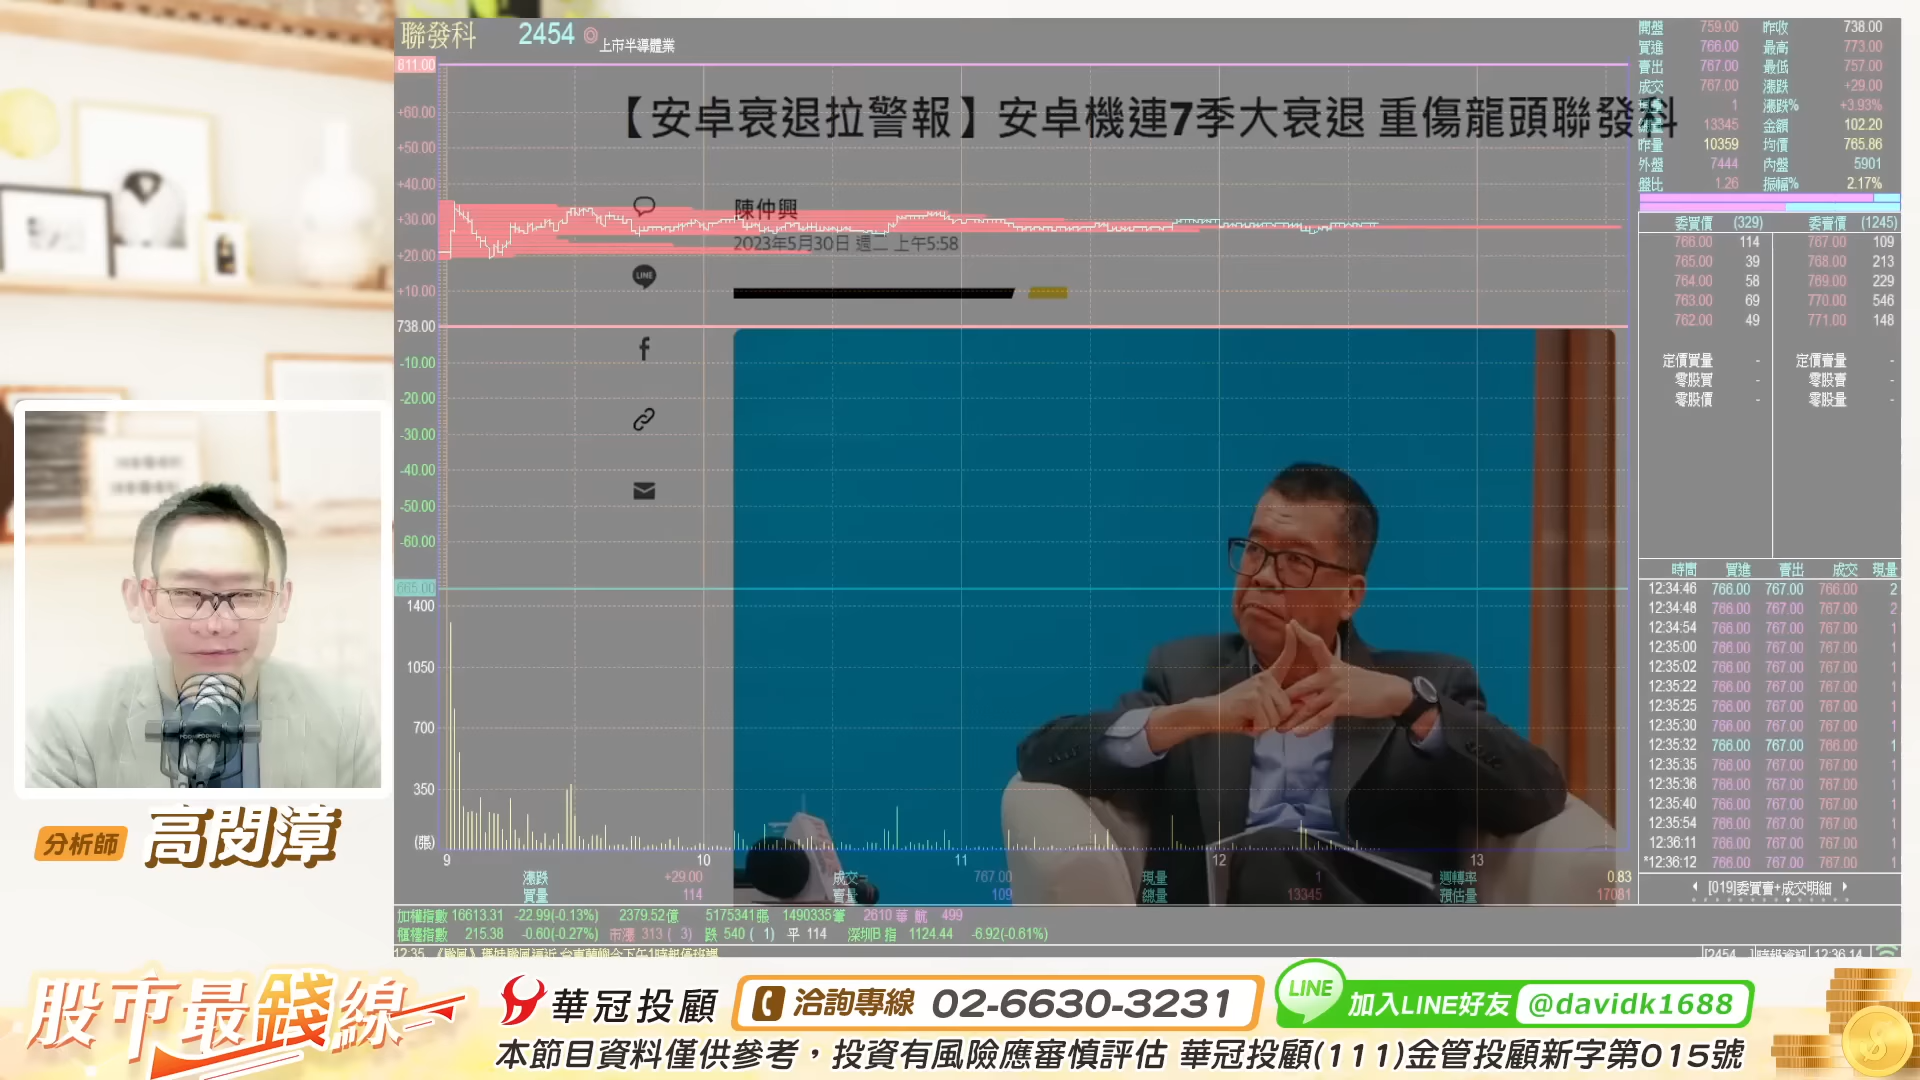 聯發科 2454 上市半導體業
811.00
+60.00
+50.00
+40.00
+30.00
+20.00
+10.00
738.00
-10.00
-20.00
-30.00
-40.00
-50.00
-60.00
665.00
1400
1050
700
350
(張)
9 10 11 12 13
【安卓衰退拉警報】安卓機連7季大衰退 重傷龍頭聯發科
陳仲興
2023年5月30日 週二 上午5:58
LINE
漲跌 +29.00 成交 767.00 現量 1 週轉率 0.83
買量 114 賣量 109 總量 13345 預估量 17081
加權指數 16613.31 -22.99(-0.13%) 2379.52億 5175341張 1490335筆 2610 華 航 499
櫃檯指數 215.38 -0.60(-0.27%) 市漲 313 ( 3) 跌 540 ( 1) 平 114 深圳B 指 1124.44 -6.92(-0.61%)
開盤 759.00 昨收 738.00
買進 766.00 最高 773.00
賣出 767.00 最低 757.00
成交 767.00 漲跌 +29.00
1 漲跌% +3.93%
總量 13345 金額 102.20
昨量 10359 均價 765.86
外盤 7444 內盤 5901
盤比 1.26 振幅% 2.17%
委買價 (329) 委賣價 (1245)
766.00 114 767.00 109
765.00 39 768.00 213
764.00 58 769.00 229
763.00 69 770.00 546
762.00 49 771.00 148
定價買量 - 定價賣量 -
零股買 - 零股賣 -
零股價 - 零股量 -
時間 買進 賣出 成交 現量
12:34:46 766.00 767.00 766.00 2
12:34:48 766.00 767.00 767.00 2
12:34:54 766.00 767.00 767.00 1
12:35:00 766.00 767.00 767.00 1
12:35:02 766.00 767.00 767.00 1
12:35:22 766.00 767.00 767.00 1
12:35:25 766.00 767.00 767.00 1
12:35:30 766.00 767.00 767.00 1
12:35:32 766.00 767.00 766.00 1
12:35:35 766.00 767.00 767.00 1
12:35:36 766.00 767.00 767.00 1
12:35:40 766.00 767.00 767.00 1
12:35:54 766.00 767.00 767.00 1
12:36:11 766.00 767.00 767.00 1
*12:36:12 766.00 767.00 767.00 1
[019]委買賣+成交明細
12:36:14
分析師 高閔漳
股市最錢線
華冠投顧 洽詢專線 02-6630-3231
LINE 加入LINE好友 @davidk1688
本節目資料僅供參考，投資有風險應審慎評估 華冠投顧(111)金管投顧新字第015號